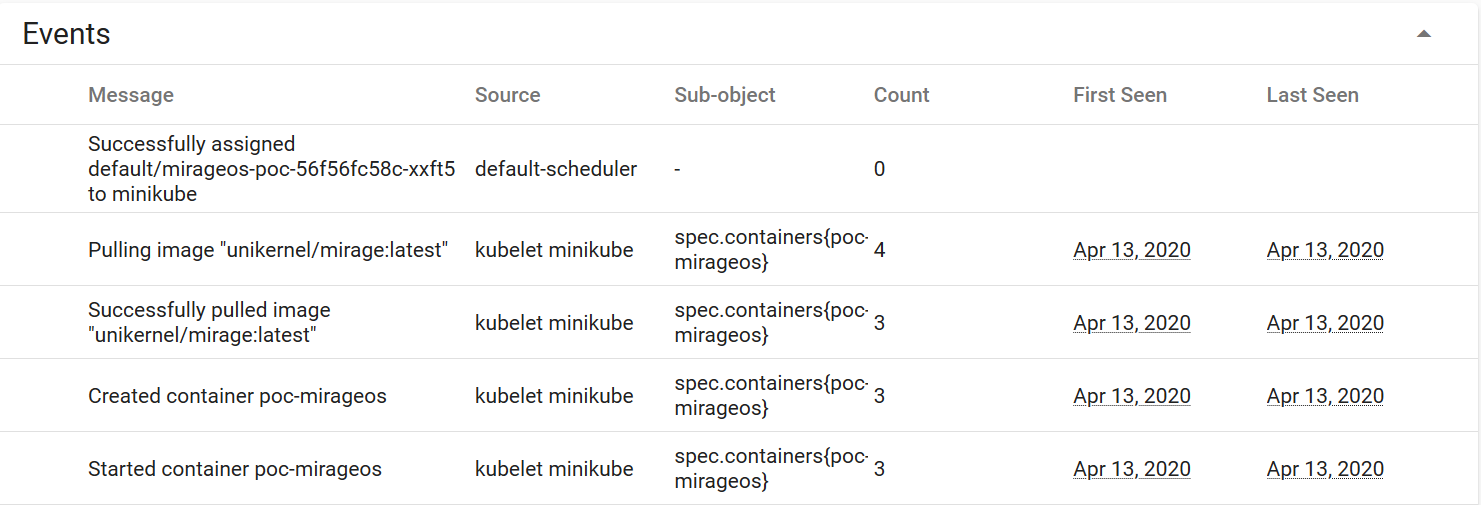 Events
Message Source Sub-object Count First Seen Last Seen
Successfully assigned
default/mirageos-poc-56f56fc58c-xxft5 default-scheduler - 0
to minikube
Pulling image "unikernel/mirage:latest" kubelet minikube spec.containers{poc- 4 Apr 13, 2020 Apr 13, 2020
mirageos}
Successfully pulled image
"unikernel/mirage:latest" kubelet minikube spec.containers{poc- 3 Apr 13, 2020 Apr 13, 2020
mirageos}
Created container poc-mirageos kubelet minikube spec.containers{poc- 3 Apr 13, 2020 Apr 13, 2020
mirageos}
Started container poc-mirageos kubelet minikube spec.containers{poc- 3 Apr 13, 2020 Apr 13, 2020
mirageos}